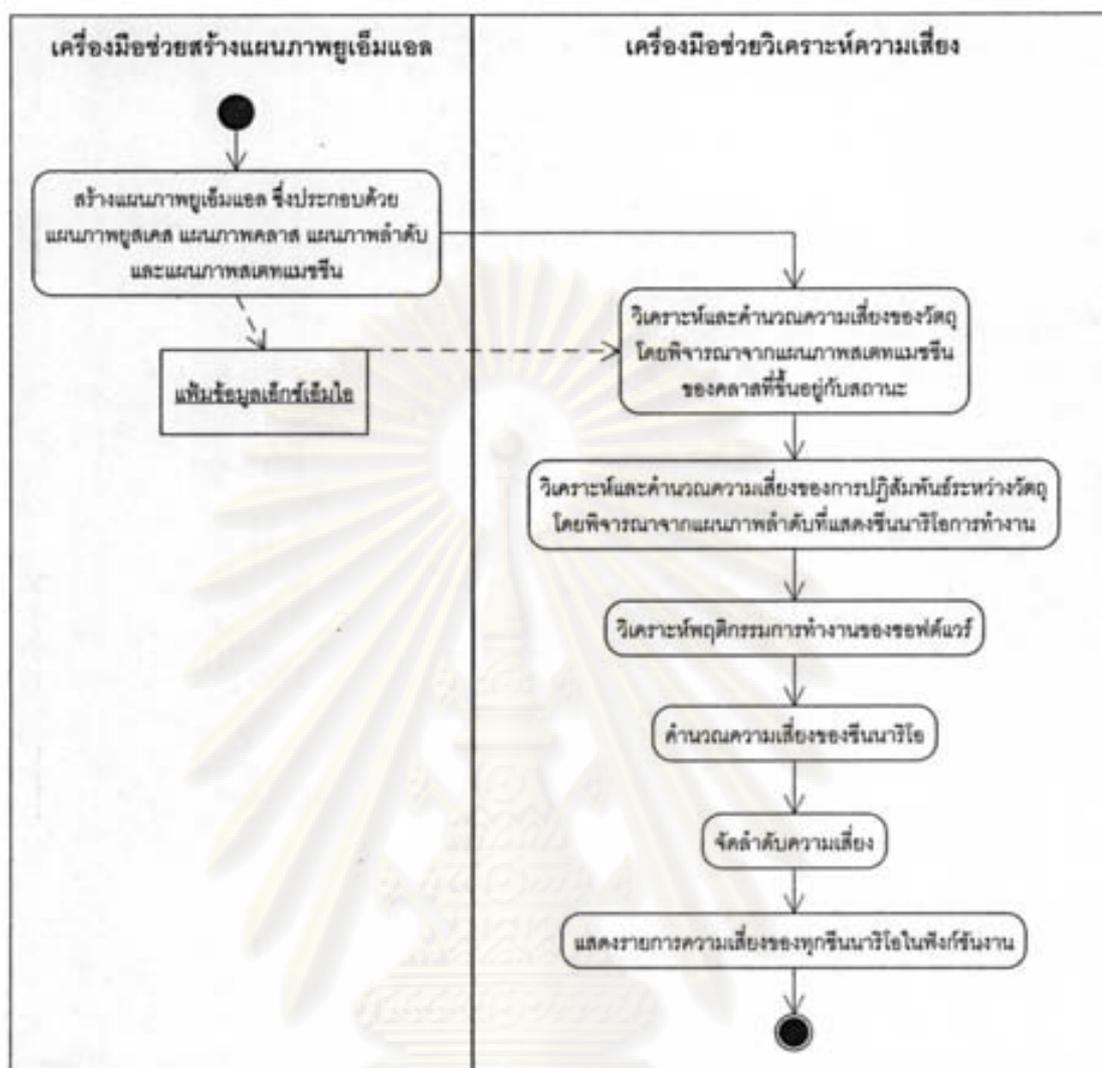 เครื่องมือช่วยสร้างแผนภาพยูเอ็มแอล
เครื่องมือช่วยวิเคราะห์ความเสี่ยง
สร้างแผนภาพยูเอ็มแอล ซึ่งประกอบด้วย
แผนภาพยูสเคส แผนภาพคลาส แผนภาพลำดับ
และแผนภาพสเตทแมชชีน
แฟ้มข้อมูลเอ็กซ์เอ็มไอ
วิเคราะห์และคำนวณความเสี่ยงของวัตถุ
โดยพิจารณาจากแผนภาพสเตทแมชชีน
ของคลาสที่ขึ้นอยู่กับสถานะ
วิเคราะห์และคำนวณความเสี่ยงของการปฏิสัมพันธ์ระหว่างวัตถุ
โดยพิจารณาจากแผนภาพลำดับที่แสดงซีนนาริโอการทำงาน
วิเคราะห์พฤติกรรมการทำงานของซอฟต์แวร์
คำนวณความเสี่ยงของซีนนาริโอ
จัดลำดับความเสี่ยง
แสดงรายการความเสี่ยงของทุกซีนนาริโอในฟังก์ชันงาน